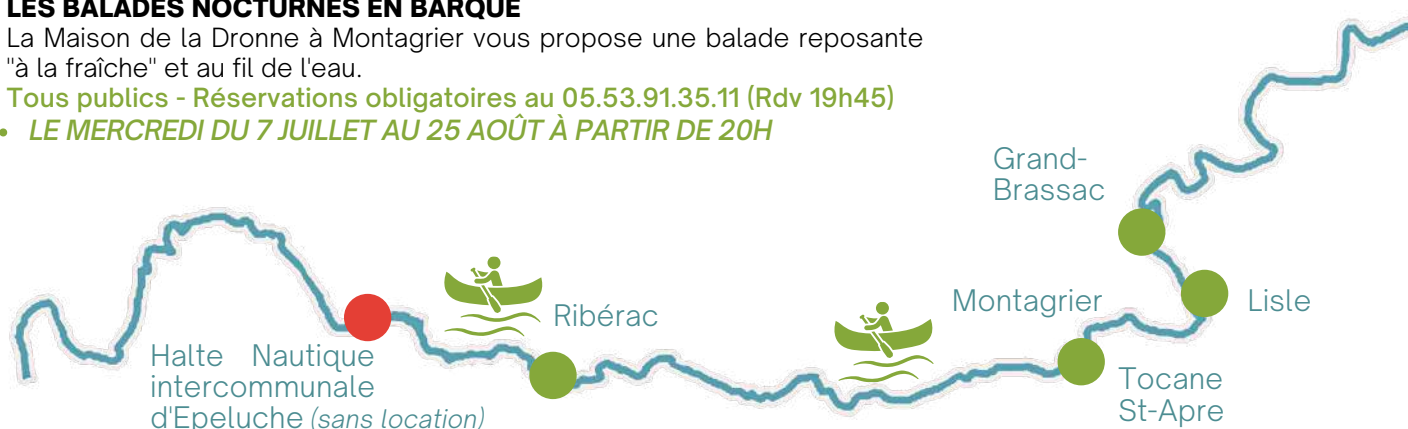 LES BALADES NOCTURNES EN BARQUE
La Maison de la Dronne à Montagrier vous propose une balade reposante
"à la fraîche" et au fil de l'eau.
Tous publics - Réservations obligatoires au 05.53.91.35.11 (Rdv 19h45)
• LE MERCREDI DU 7 JUILLET AU 25 AOÛT À PARTIR DE 20H
Grand-
Brassac
Montagrier
Lisle
Ribérac
Halte Nautique
intercommunale
d'Epeluche (sans location)
Tocane
St-Apre